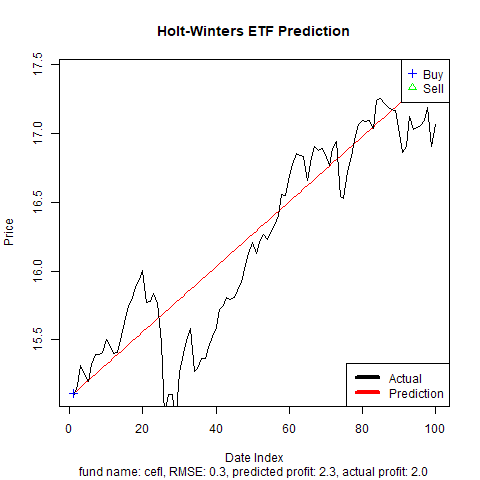 Holt-Winters ETF Prediction
17.5
17.0
16.5
16.0
15.5
Price
Buy
Sell
Actual
Prediction
0
20
40
60
80
100
Date Index
fund name: cefl, RMSE: 0.3, predicted profit: 2.3, actual profit: 2.0